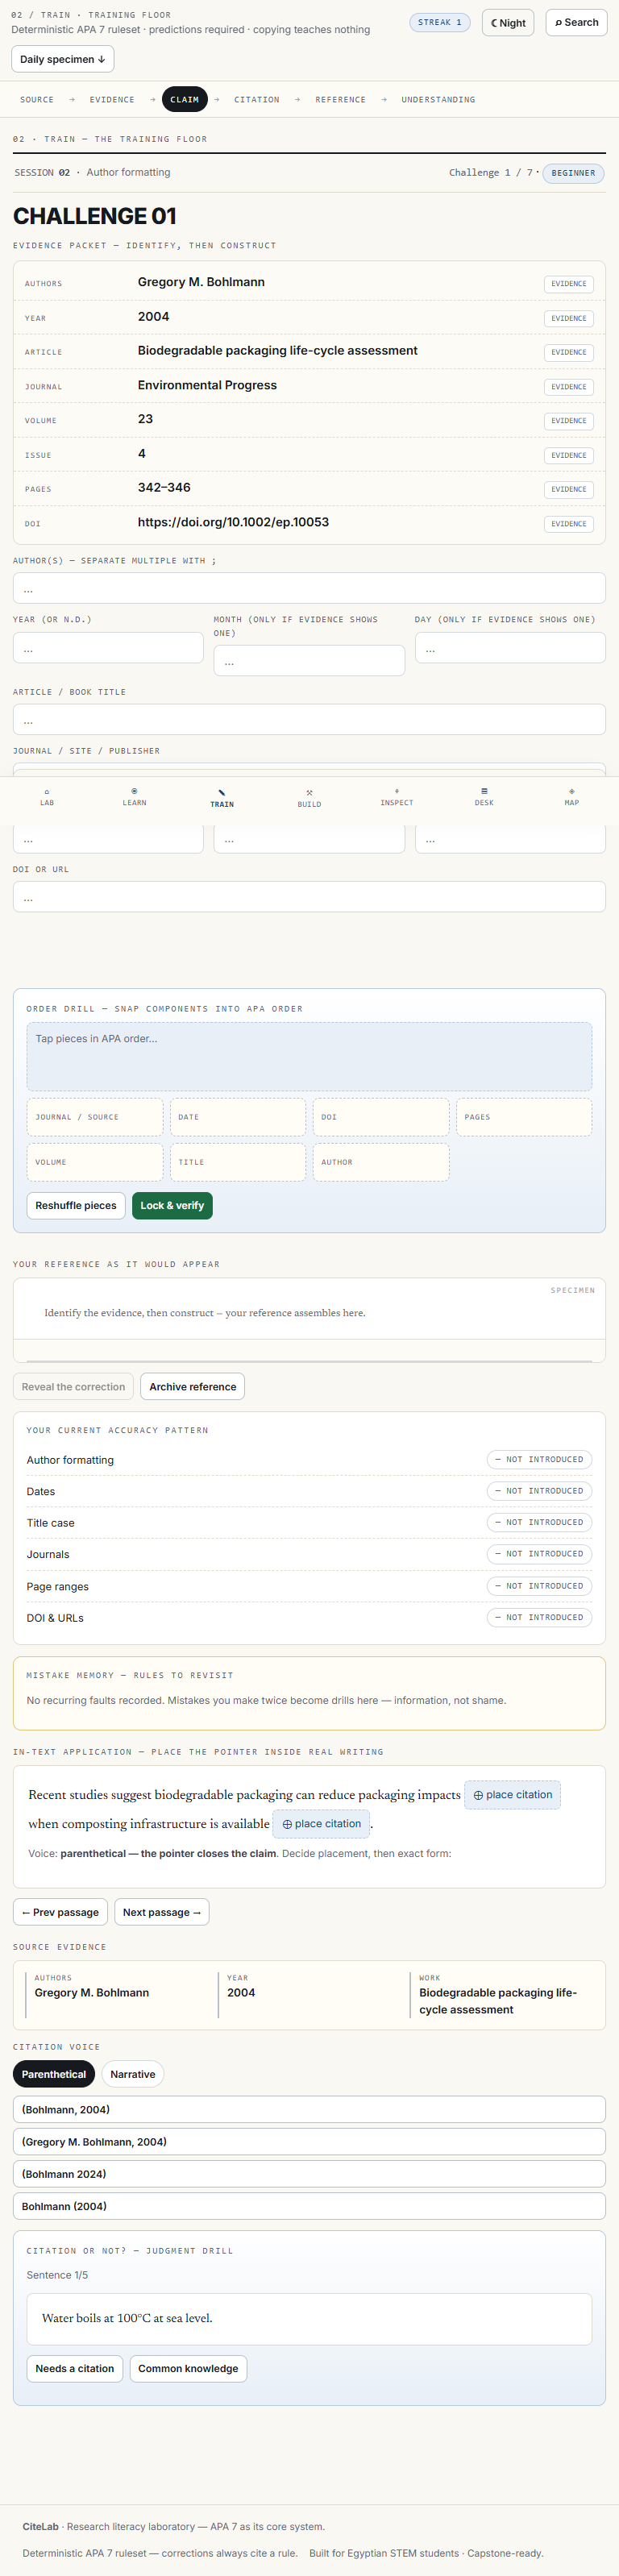 02 / TRAIN · TRAINING FLOOR
Deterministic APA 7 ruleset · predictions required · copying teaches nothing
STREAK 1
Night
Search
Daily specimen ↓
SOURCE → EVIDENCE → CLAIM → CITATION → REFERENCE → UNDERSTANDING
02 · TRAIN — THE TRAINING FLOOR
SESSION 02 · Author formatting
Challenge 1 / 7 · BEGINNER
CHALLENGE 01
EVIDENCE PACKET — IDENTIFY, THEN CONSTRUCT
AUTHORS Gregory M. Bohlmann EVIDENCE
YEAR 2004 EVIDENCE
ARTICLE Biodegradable packaging life-cycle assessment EVIDENCE
JOURNAL Environmental Progress EVIDENCE
VOLUME 23 EVIDENCE
ISSUE 4 EVIDENCE
PAGES 342–346 EVIDENCE
DOI https://doi.org/10.1002/ep.10053 EVIDENCE
AUTHOR(S) — SEPARATE MULTIPLE WITH ;
…
YEAR (OR N.D.)
…
MONTH (ONLY IF EVIDENCE SHOWS ONE)
…
DAY (ONLY IF EVIDENCE SHOWS ONE)
…
ARTICLE / BOOK TITLE
…
JOURNAL / SITE / PUBLISHER
LAB LEARN TRAIN BUILD INSPECT DESK MAP
… … …
DOI OR URL
…
ORDER DRILL — SNAP COMPONENTS INTO APA ORDER
Tap pieces in APA order…
JOURNAL / SOURCE DATE DOI PAGES
VOLUME TITLE AUTHOR
Reshuffle pieces Lock & verify
YOUR REFERENCE AS IT WOULD APPEAR
SPECIMEN
Identify the evidence, then construct — your reference assembles here.
Reveal the correction Archive reference
YOUR CURRENT ACCURACY PATTERN
Author formatting — NOT INTRODUCED
Dates — NOT INTRODUCED
Title case — NOT INTRODUCED
Journals — NOT INTRODUCED
Page ranges — NOT INTRODUCED
DOI & URLs — NOT INTRODUCED
MISTAKE MEMORY — RULES TO REVISIT
No recurring faults recorded. Mistakes you make twice become drills here — information, not shame.
IN-TEXT APPLICATION — PLACE THE POINTER INSIDE REAL WRITING
Recent studies suggest biodegradable packaging can reduce packaging impacts ⨁ place citation
when composting infrastructure is available ⨁ place citation.
Voice: parenthetical — the pointer closes the claim. Decide placement, then exact form:
← Prev passage Next passage →
SOURCE EVIDENCE
AUTHORS
Gregory M. Bohlmann
YEAR
2004
WORK
Biodegradable packaging life-
cycle assessment
CITATION VOICE
Parenthetical Narrative
(Bohlmann, 2004)
(Gregory M. Bohlmann, 2004)
(Bohlmann 2024)
Bohlmann (2004)
CITATION OR NOT? — JUDGMENT DRILL
Sentence 1/5
Water boils at 100°C at sea level.
Needs a citation Common knowledge
CiteLab · Research literacy laboratory — APA 7 as its core system.
Deterministic APA 7 ruleset — corrections always cite a rule. Built for Egyptian STEM students · Capstone-ready.